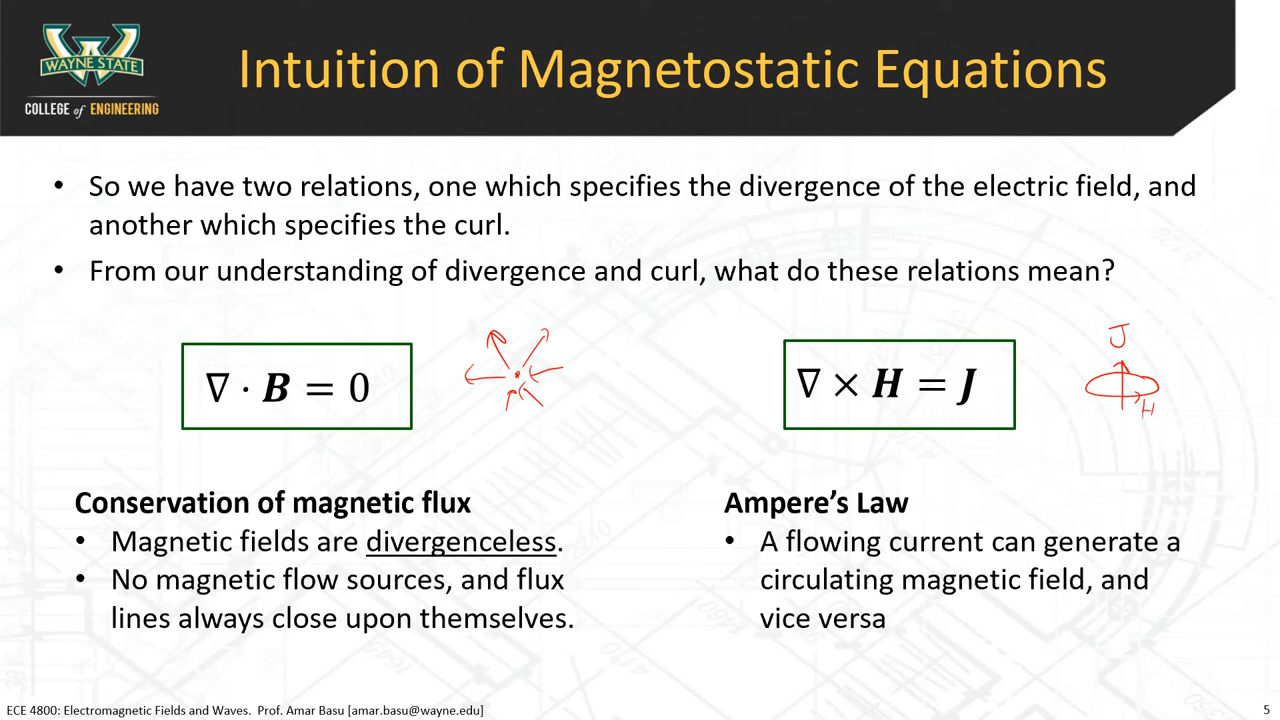 WAYNE STATE
COLLEGE of ENGINEERING
Intuition of Magnetostatic Equations
• So we have two relations, one which specifies the divergence of the electric field, and
another which specifies the curl.
• From our understanding of divergence and curl, what do these relations mean?
∇ · B = 0
∇ × H = J
J
H
Conservation of magnetic flux
• Magnetic fields are divergenceless.
• No magnetic flow sources, and flux
lines always close upon themselves.
Ampere’s Law
• A flowing current can generate a
circulating magnetic field, and
vice versa
ECE 4800: Electromagnetic Fields and Waves. Prof. Amar Basu [amar.basu@wayne.edu]
5